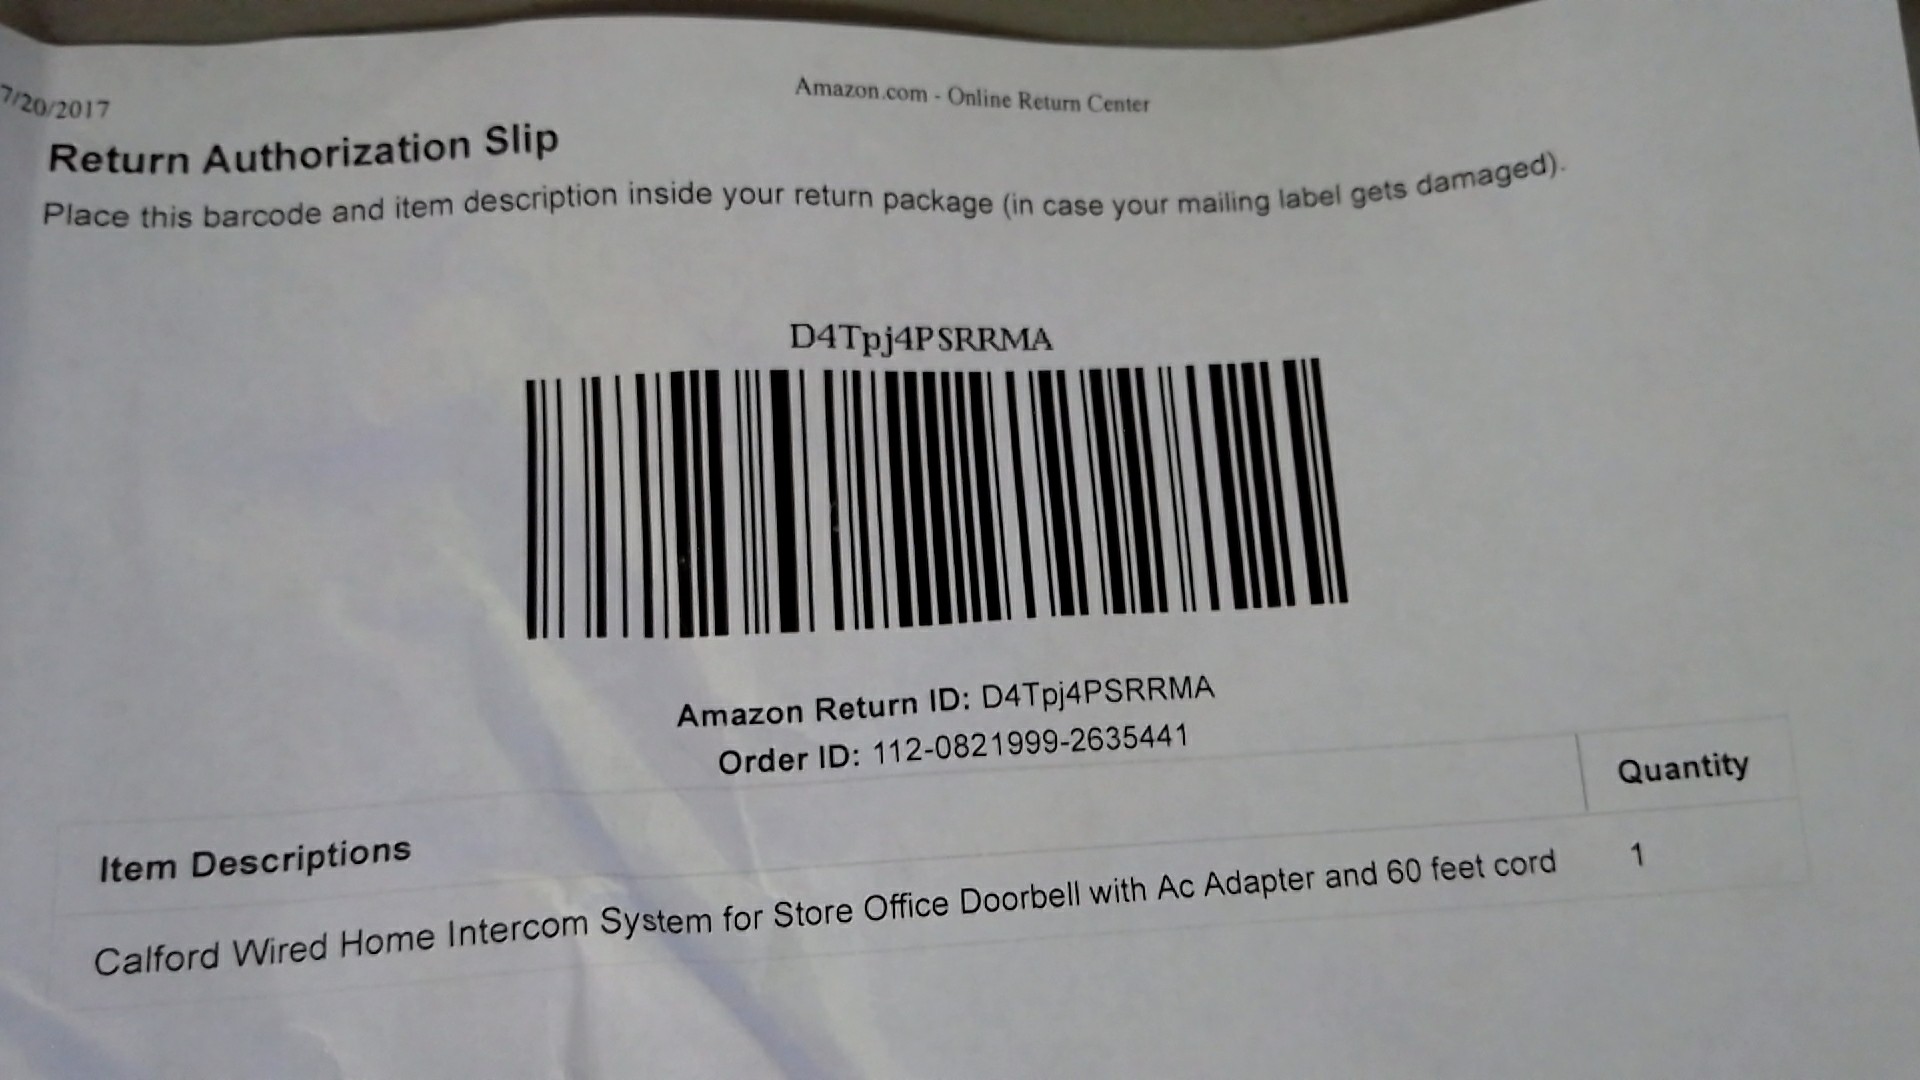 7/20/2017
Amazon.com - Online Return Center
Return Authorization Slip
Place this barcode and item description inside your return package (in case your mailing label gets damaged).
D4Tpj4PSRRMA
Amazon Return ID: D4Tpj4PSRRMA
Order ID: 112-0821999-2635441
Item Descriptions
Quantity
Calford Wired Home Intercom System for Store Office Doorbell with Ac Adapter and 60 feet cord
1